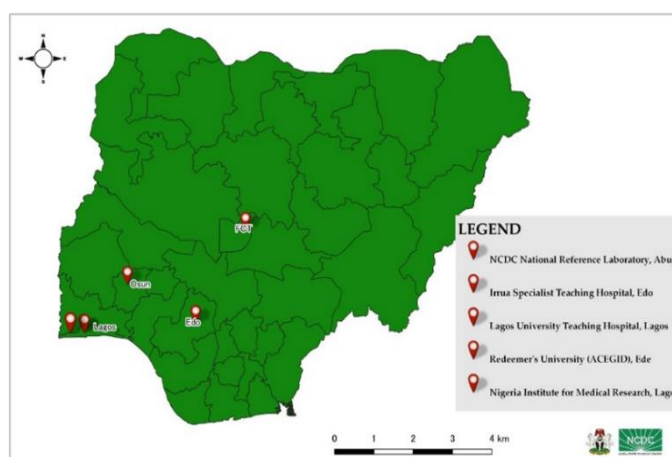 N
W
E
S
FCT
Osun
Edo
Lagos
LEGEND
NCDC National Reference Laboratory, Abu
Irrua Specialist Teaching Hospital, Edo
Lagos University Teaching Hospital, Lagos
Redeemer's University (ACEGID), Ede
Nigeria Institute for Medical Research, Lago
0 1 2 3 4 km
NCDC